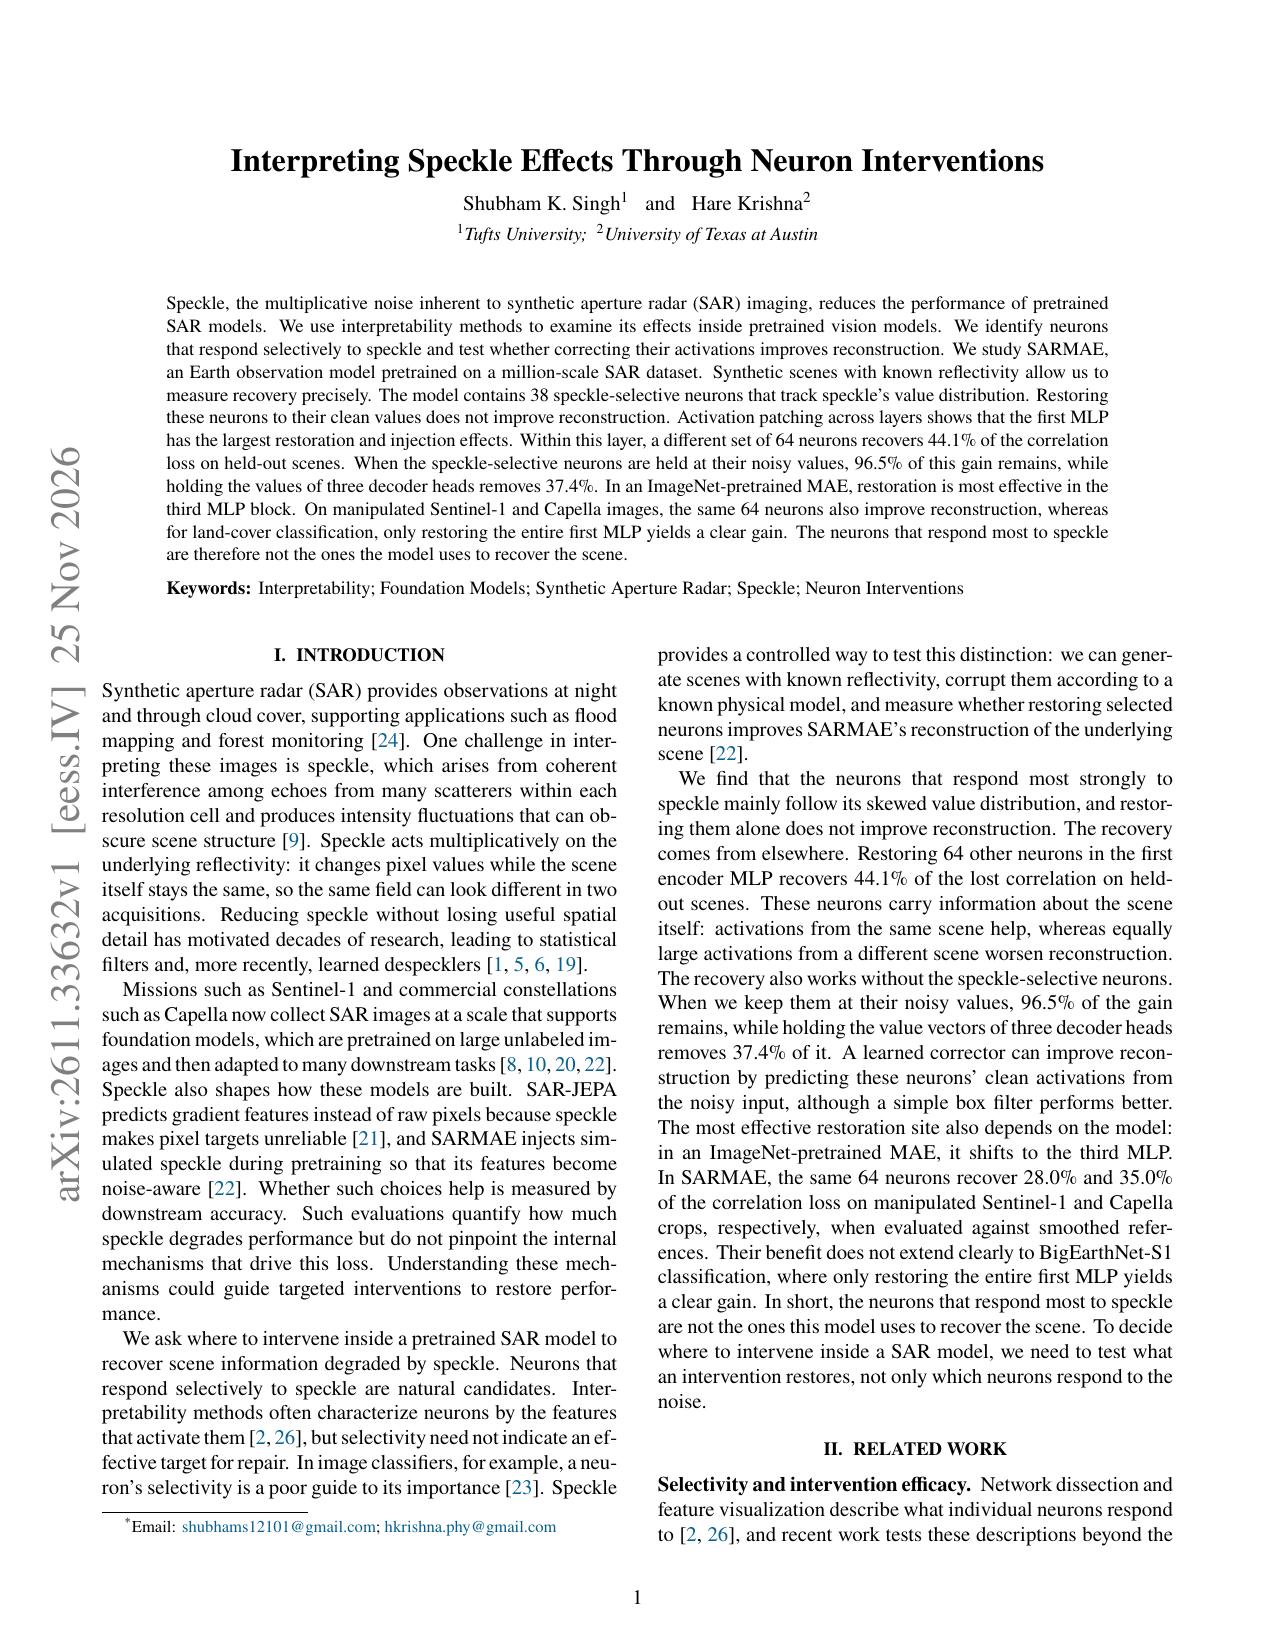 Interpreting Speckle Effects Through Neuron Interventions
Shubham K. Singh1 and Hare Krishna2
1Tufts University; 2University of Texas at Austin
Speckle, the multiplicative noise inherent to synthetic aperture radar (SAR) imaging, reduces the performance of pretrained
SAR models. We use interpretability methods to examine its effects inside pretrained vision models. We identify neurons
that respond selectively to speckle and test whether correcting their activations improves reconstruction. We study SARMAE,
an Earth observation model pretrained on a million-scale SAR dataset. Synthetic scenes with known reflectivity allow us to
measure recovery precisely. The model contains 38 speckle-selective neurons that track speckle's value distribution. Restoring
these neurons to their clean values does not improve reconstruction. Activation patching across layers shows that the first MLP
has the largest restoration and injection effects. Within this layer, a different set of 64 neurons recovers 44.1% of the correlation
loss on held-out scenes. When the speckle-selective neurons are held at their noisy values, 96.5% of this gain remains, while
holding the values of three decoder heads removes 37.4%. In an ImageNet-pretrained MAE, restoration is most effective in the
third MLP block. On manipulated Sentinel-1 and Capella images, the same 64 neurons also improve reconstruction, whereas
for land-cover classification, only restoring the entire first MLP yields a clear gain. The neurons that respond most to speckle
are therefore not the ones the model uses to recover the scene.
Keywords: Interpretability; Foundation Models; Synthetic Aperture Radar; Speckle; Neuron Interventions
arXiv:2611.33632v1 [eess.IV] 25 Nov 2026
I. INTRODUCTION
Synthetic aperture radar (SAR) provides observations at night
and through cloud cover, supporting applications such as flood
mapping and forest monitoring [24]. One challenge in inter-
preting these images is speckle, which arises from coherent
interference among echoes from many scatterers within each
resolution cell and produces intensity fluctuations that can ob-
scure scene structure [9]. Speckle acts multiplicatively on the
underlying reflectivity: it changes pixel values while the scene
itself stays the same, so the same field can look different in two
acquisitions. Reducing speckle without losing useful spatial
detail has motivated decades of research, leading to statistical
filters and, more recently, learned despecklers [1, 5, 6, 19].
Missions such as Sentinel-1 and commercial constellations
such as Capella now collect SAR images at a scale that supports
foundation models, which are pretrained on large unlabeled im-
ages and then adapted to many downstream tasks [8, 10, 20, 22].
Speckle also shapes how these models are built. SAR-JEPA
predicts gradient features instead of raw pixels because speckle
makes pixel targets unreliable [21], and SARMAE injects sim-
ulated speckle during pretraining so that its features become
noise-aware [22]. Whether such choices help is measured by
downstream accuracy. Such evaluations quantify how much
speckle degrades performance but do not pinpoint the internal
mechanisms that drive this loss. Understanding these mech-
anisms could guide targeted interventions to restore perfor-
mance.
We ask where to intervene inside a pretrained SAR model to
recover scene information degraded by speckle. Neurons that
respond selectively to speckle are natural candidates. Inter-
pretability methods often characterize neurons by the features
that activate them [2, 26], but selectivity need not indicate an ef-
fective target for repair. In image classifiers, for example, a neu-
ron's selectivity is a poor guide to its importance [23]. Speckle
*Email: shubhams12101@gmail.com; hkrishna.phy@gmail.com
provides a controlled way to test this distinction: we can gener-
ate scenes with known reflectivity, corrupt them according to a
known physical model, and measure whether restoring selected
neurons improves SARMAE's reconstruction of the underlying
scene [22].
We find that the neurons that respond most strongly to
speckle mainly follow its skewed value distribution, and restor-
ing them alone does not improve reconstruction. The recovery
comes from elsewhere. Restoring 64 other neurons in the first
encoder MLP recovers 44.1% of the lost correlation on held-
out scenes. These neurons carry information about the scene
itself: activations from the same scene help, whereas equally
large activations from a different scene worsen reconstruction.
The recovery also works without the speckle-selective neurons.
When we keep them at their noisy values, 96.5% of the gain
remains, while holding the value vectors of three decoder heads
removes 37.4% of it. A learned corrector can improve recon-
struction by predicting these neurons' clean activations from
the noisy input, although a simple box filter performs better.
The most effective restoration site also depends on the model:
in an ImageNet-pretrained MAE, it shifts to the third MLP.
In SARMAE, the same 64 neurons recover 28.0% and 35.0%
of the correlation loss on manipulated Sentinel-1 and Capella
crops, respectively, when evaluated against smoothed refer-
ences. Their benefit does not extend clearly to BigEarthNet-S1
classification, where only restoring the entire first MLP yields
a clear gain. In short, the neurons that respond most to speckle
are not the ones this model uses to recover the scene. To decide
where to intervene inside a SAR model, we need to test what
an intervention restores, not only which neurons respond to the
noise.
II. RELATED WORK
Selectivity and intervention efficacy. Network dissection and
feature visualization describe what individual neurons respond
to [2, 26], and recent work tests these descriptions beyond the
1